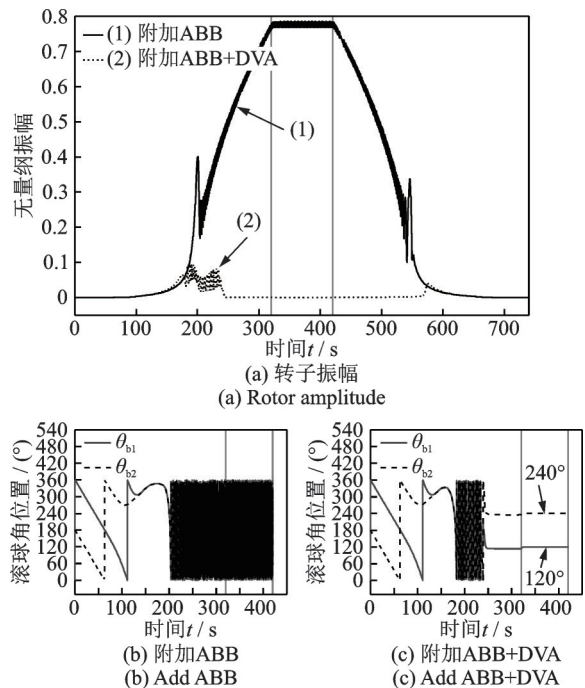 0.8
0.7
0.6
0.5
0.4
0.3
0.2
0.1
0
无量纲振幅
(1) 附加ABB
(2) 附加ABB+DVA
(1)
(2)
0 100 200 300 400 500 600 700
时间t / s
(a) 转子振幅
(a) Rotor amplitude
540
480
420
360
300
240
180
120
60
0
滚球角位置 / (°)
θb1
θb2
0 100 200 300 400
时间t / s
(b) 附加ABB
(b) Add ABB
540
480
420
360
300
240
180
120
60
0
滚球角位置 / (°)
θb1
θb2
240°
120°
0 100 200 300 400
时间t / s
(c) 附加ABB+DVA
(c) Add ABB+DVA